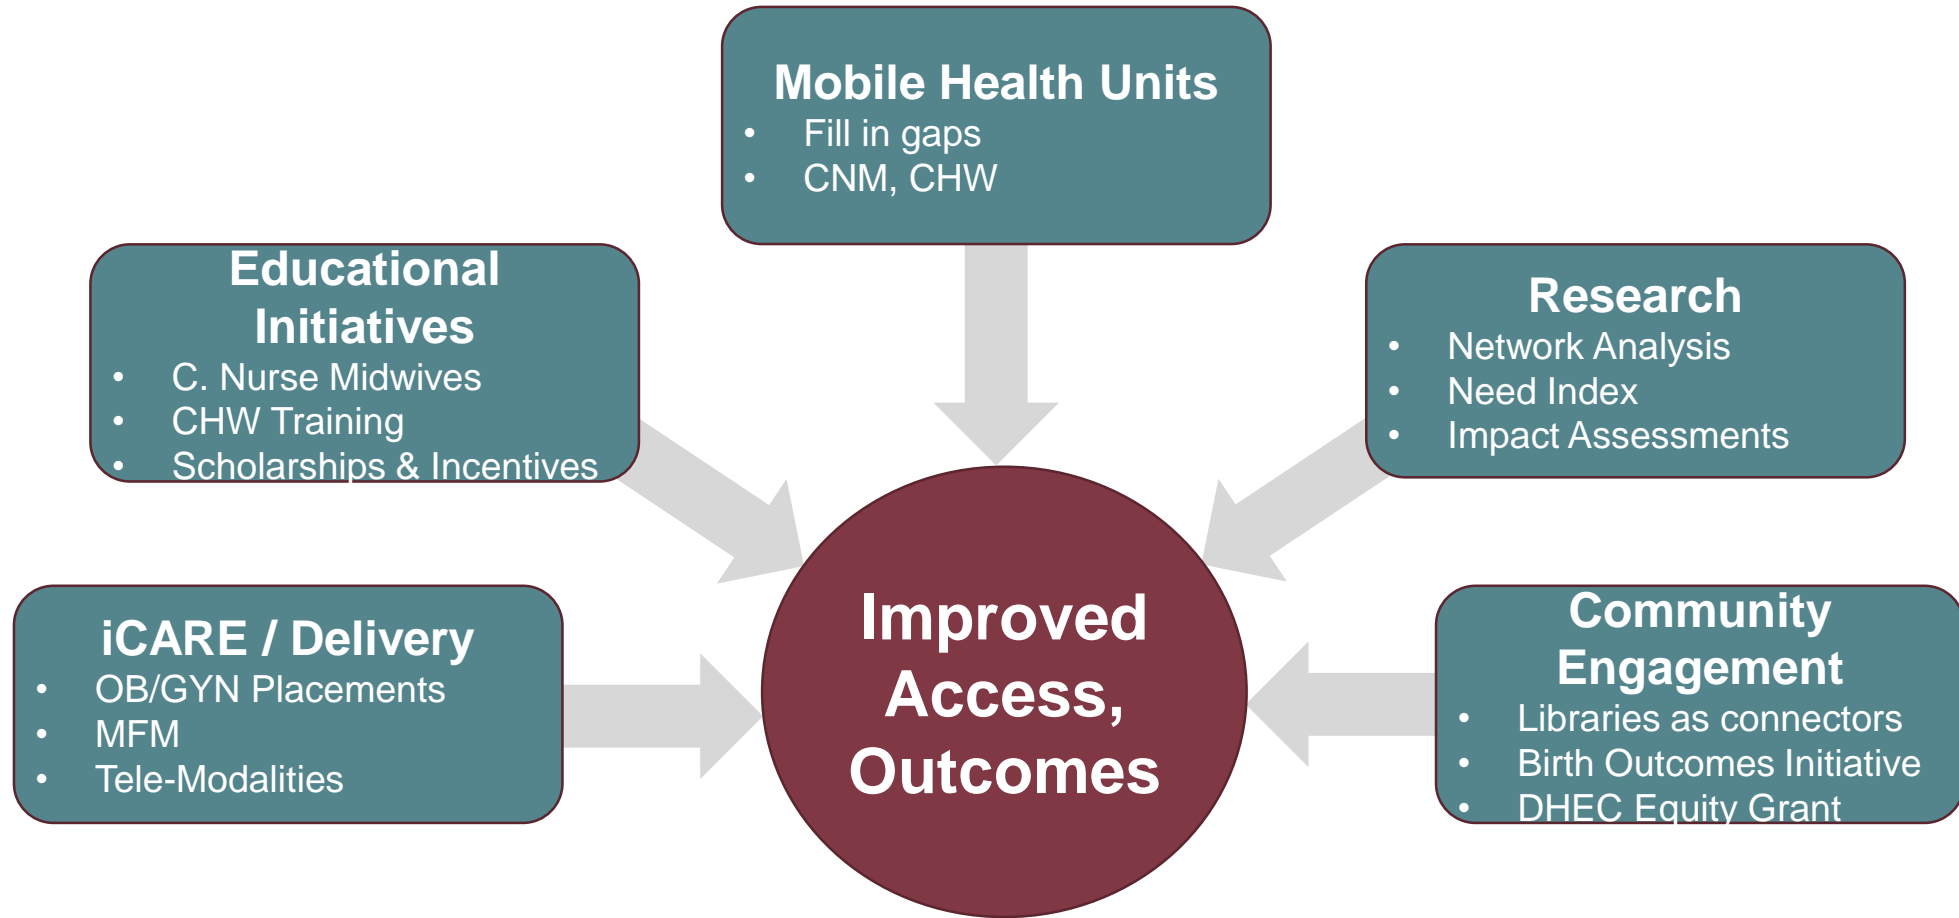 Mobile Health Units
• Fill in gaps
• CNM, CHW
Educational
Initiatives
• C. Nurse Midwives
• CHW Training
• Scholarships & Incentives
Research
• Network Analysis
• Need Index
• Impact Assessments
iCARE / Delivery
• OB/GYN Placements
• MFM
• Tele-Modalities
Improved
Access,
Outcomes
Community
Engagement
• Libraries as connectors
• Birth Outcomes Initiative
• DHEC Equity Grant